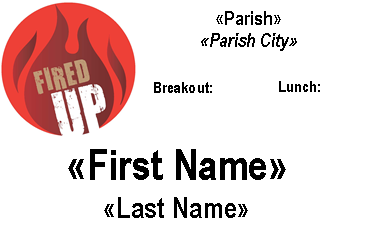 «Parish»
«Parish City»
Breakout: Lunch:
FIRED
UP
«First Name»
«Last Name»